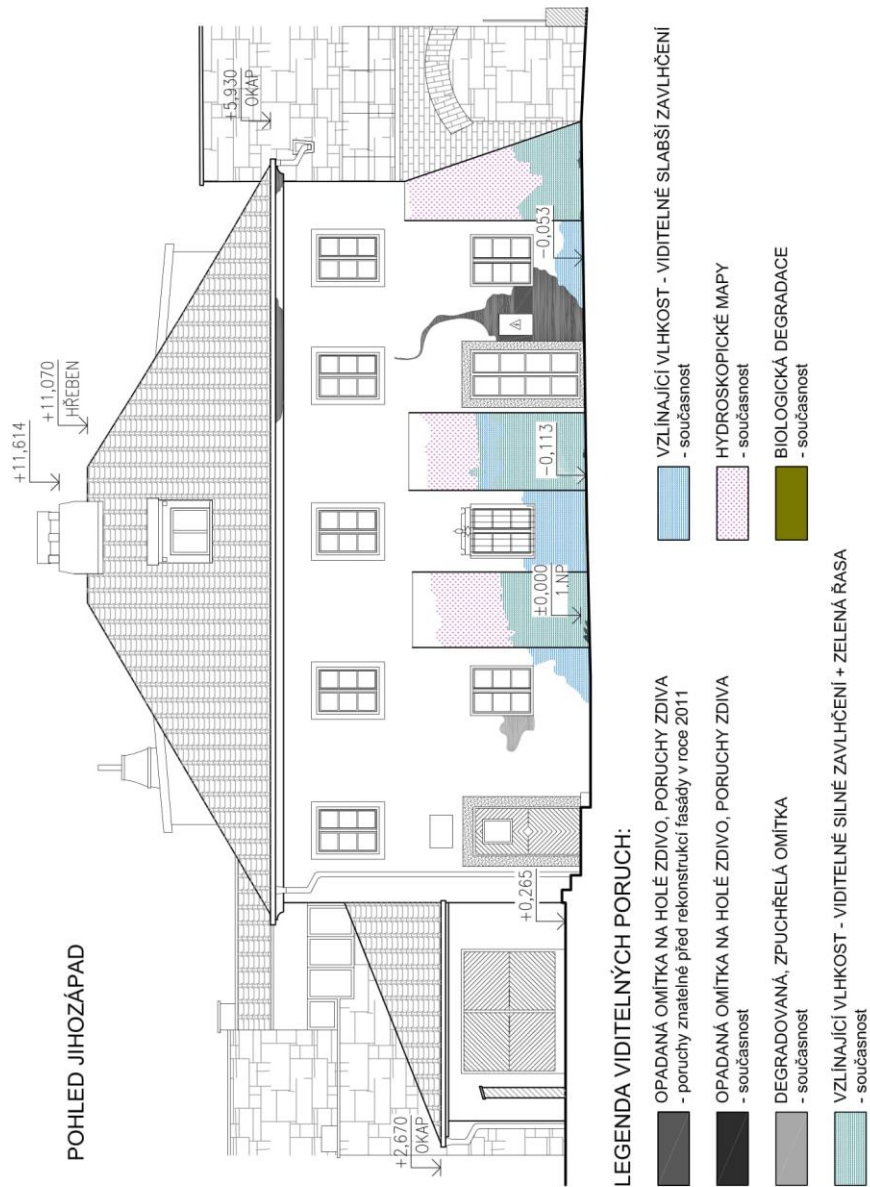 POHLED JIHOZÁPAD
+11,614
+11,070
HŘEBEN
+5,930
OKAP
+2,670
OKAP
+0,265
±0,000
1.NP
-0,113
-0,053
LEGENDA VIDITELNÝCH PORUCH:
OPADANÁ OMÍTKA NA HOLÉ ZDIVO, PORUCHY ZDIVA
- poruchy znatelné před rekonstrukcí fasády v roce 2011
OPADANÁ OMÍTKA NA HOLÉ ZDIVO, PORUCHY ZDIVA
- současnost
DEGRADOVANÁ, ZPUCHŘELÁ OMÍTKA
- současnost
VZLÍNAJÍCÍ VLHKOST - VIDITELNÉ SILNÉ ZAVLHČENÍ + ZELENÁ ŘASA
- současnost
VZLÍNAJÍCÍ VLHKOST - VIDITELNÉ SLABŠÍ ZAVLHČENÍ
- současnost
HYDROSKOPICKÉ MAPY
- současnost
BIOLOGICKÁ DEGRADACE
- současnost